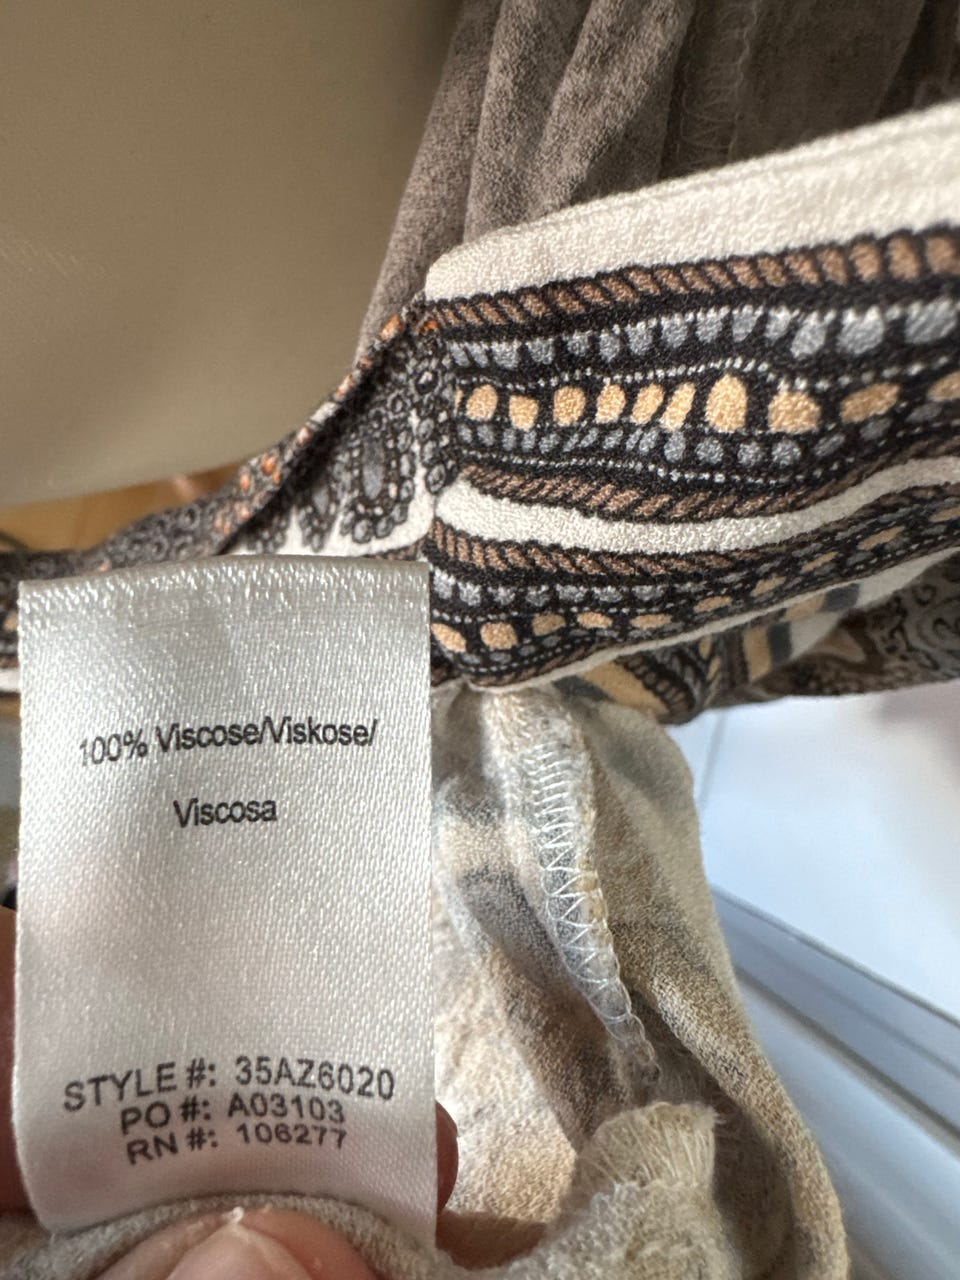 100% Viscose/Viskose/
Viscosa
STYLE #: 35AZ6020
PO #: A03103
RN #: 106277